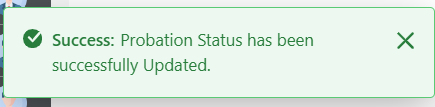 Success: Probation Status has been
successfully Updated.